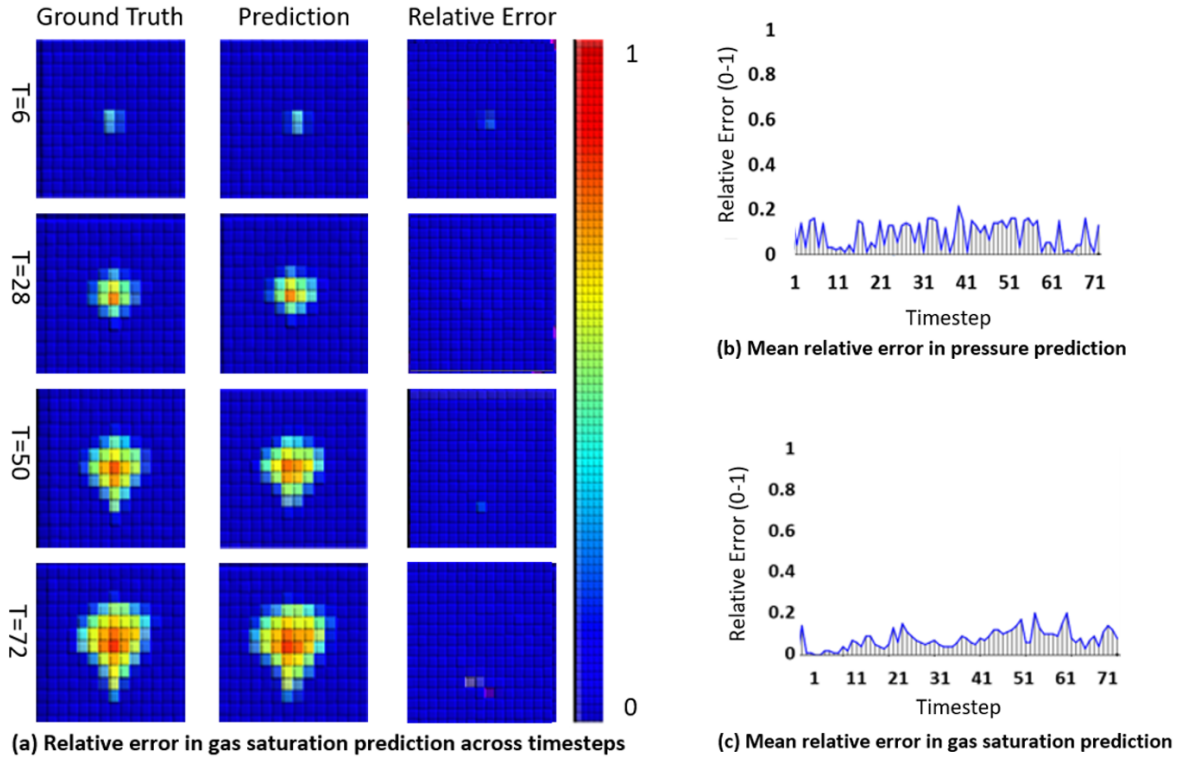 Ground Truth Prediction Relative Error
T=6
T=28
T=50
T=72
1
0
(a) Relative error in gas saturation prediction across timesteps
Relative Error (0-1)
1
0.8
0.6
0.4
0.2
0
1 11 21 31 41 51 61 71
Timestep
(b) Mean relative error in pressure prediction
Relative Error (0-1)
1
0.8
0.6
0.4
0.2
0
1 11 21 31 41 51 61 71
Timestep
(c) Mean relative error in gas saturation prediction